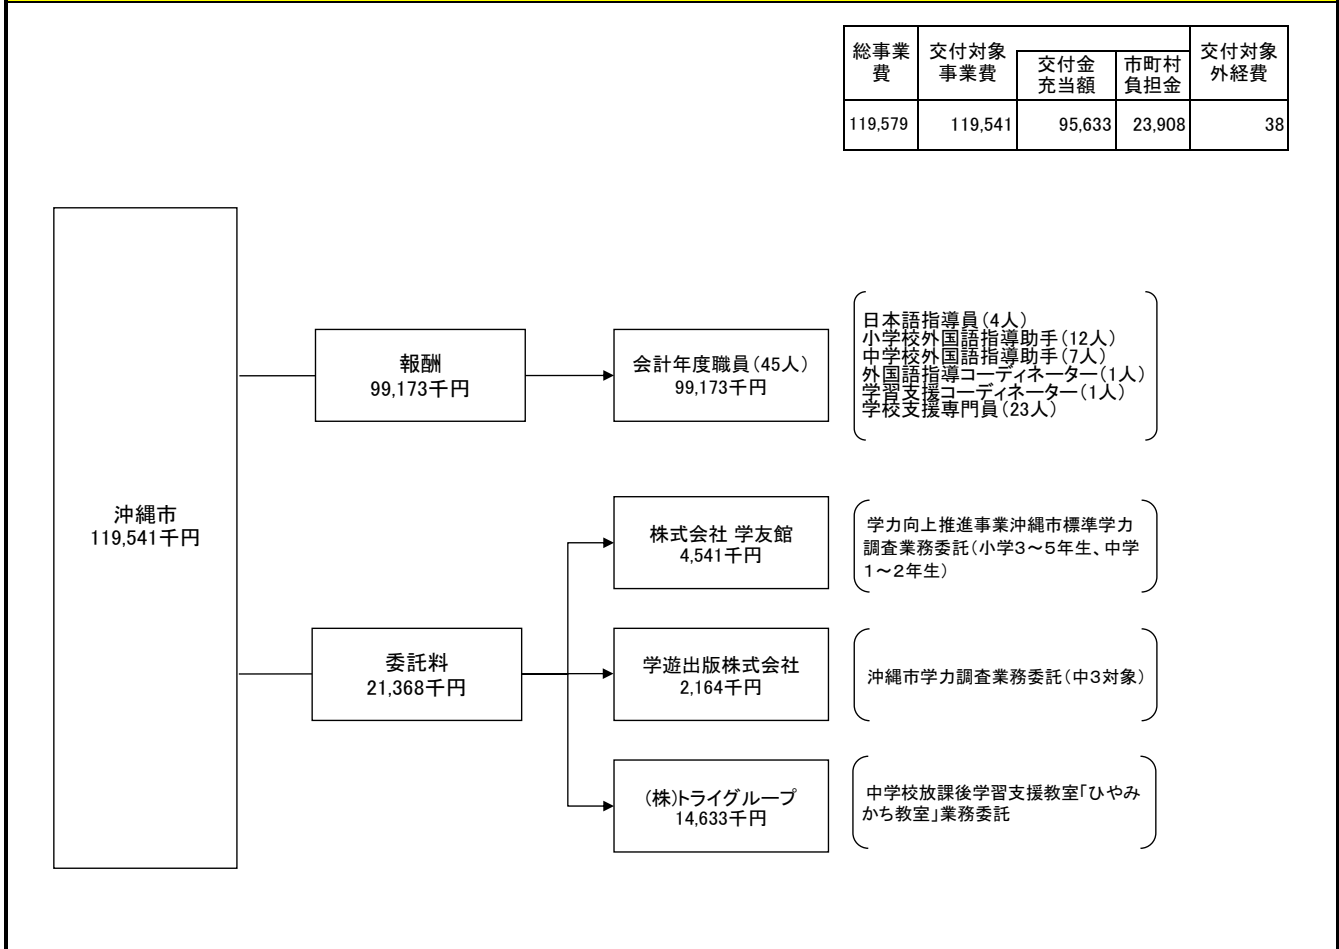 総事業
費
交付対象
事業費
交付金
充当額
市町村
負担金
交付対象
外経費
119,579
119,541
95,633
23,908
38
沖縄市
119,541千円
報酬
99,173千円
会計年度職員（45人）
99,173千円
日本語指導員（4人）
小学校外国語指導助手（12人）
中学校外国語指導助手（7人）
外国語指導コーディネーター（1人）
学習支援コーディネーター（1人）
学校支援専門員（23人）
委託料
21,368千円
株式会社 学友館
4,541千円
学力向上推進事業沖縄市標準学力
調査業務委託（小学３～５年生、中学
１～２年生）
学遊出版株式会社
2,164千円
沖縄市学力調査業務委託（中３対象）
(株)トライグループ
14,633千円
中学校放課後学習支援教室「ひやみ
かち教室」業務委託